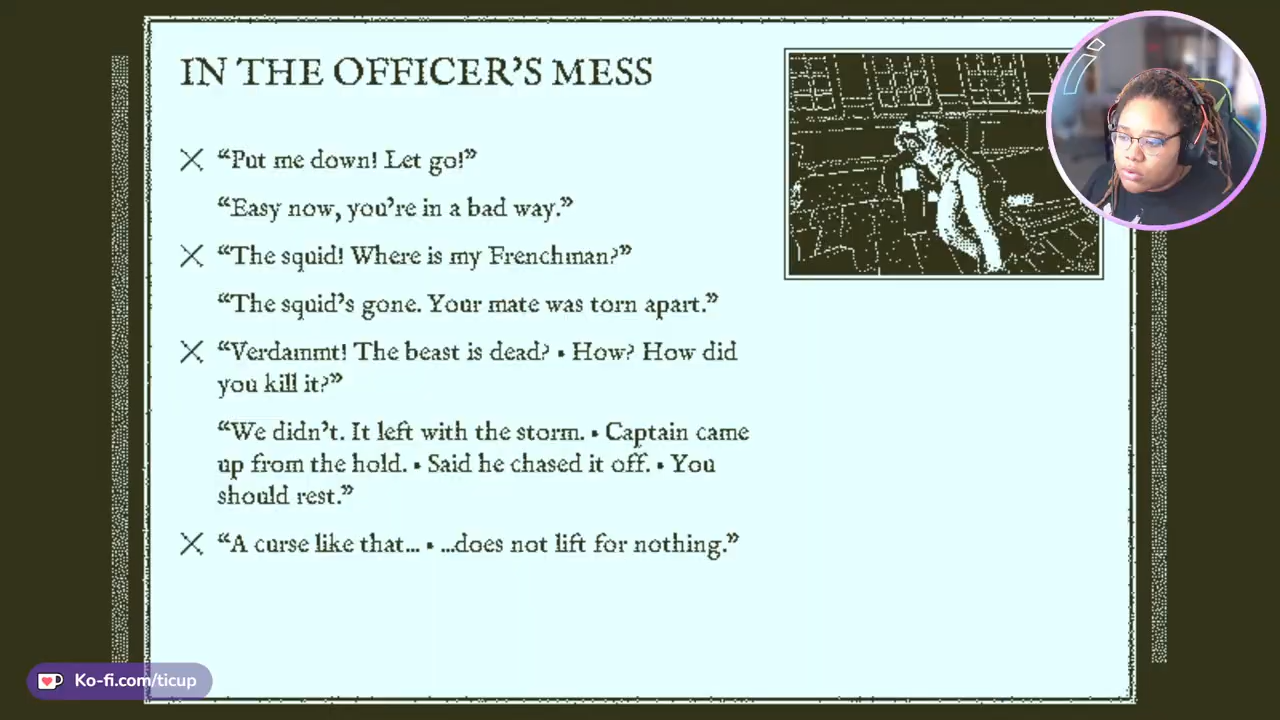 IN THE OFFICER'S MESS
"Put me down! Let go!"
"Easy now, you're in a bad way."
"The squid! Where is my Frenchman?"
"The squid's gone. Your mate was torn apart."
"Verdammt! The beast is dead? • How? How did
you kill it?"
"We didn't. It left with the storm. • Captain came
up from the hold. • Said he chased it off. • You
should rest."
"A curse like that... • ...does not lift for nothing."
Ko-fi.com/ticup